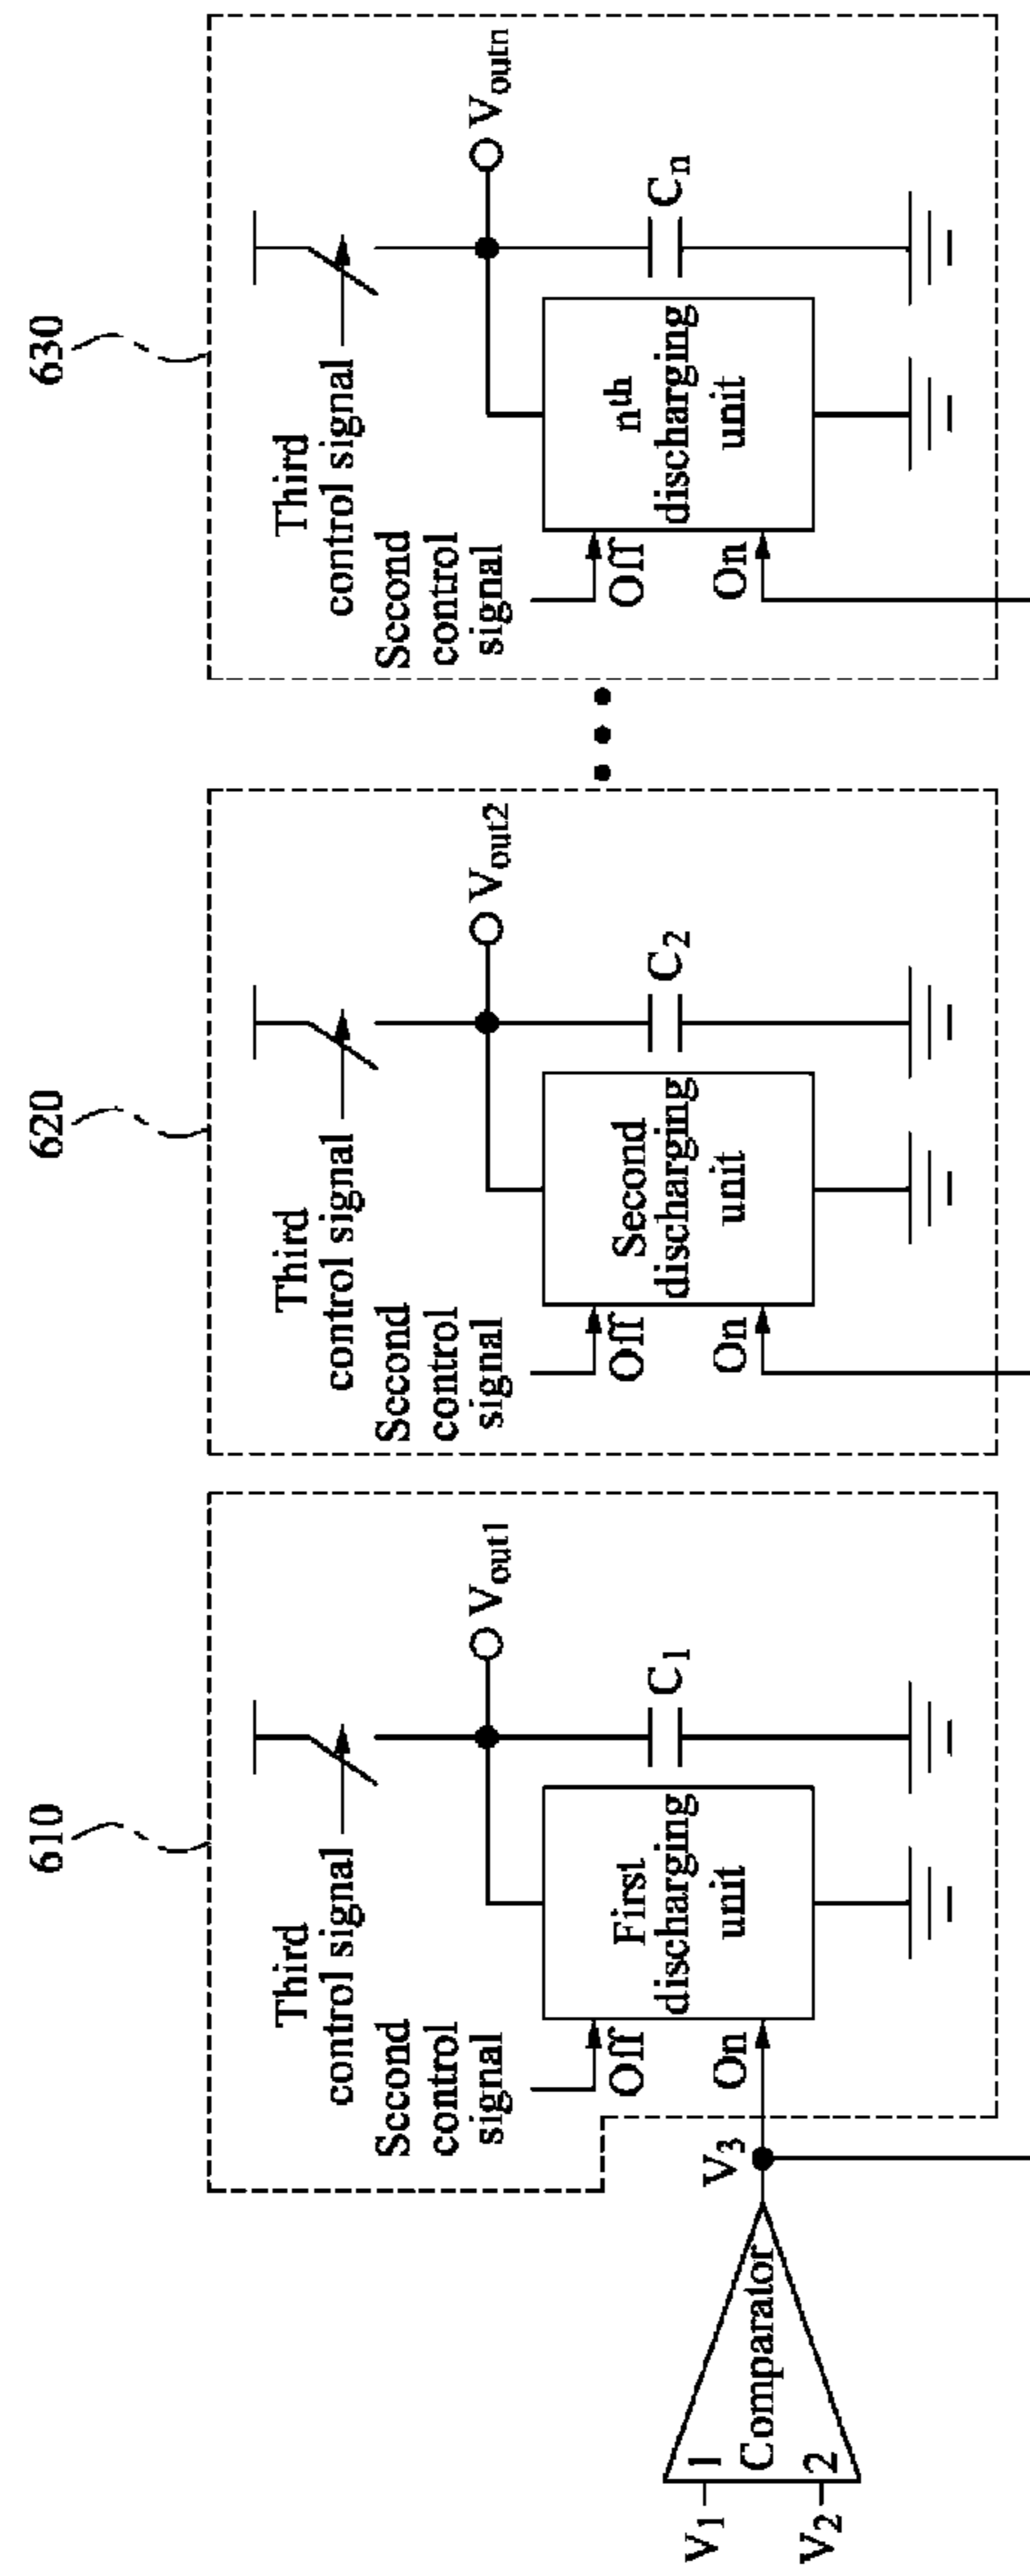 610
Third
control signal
Second
control
signal
Off
On
First
discharging
unit
V1
V2
1
2
Comparator
V3
Vout1
C1
620
Third
control signal
Second
control
signal
Off
On
Second
discharging
unit
Vout2
C2
630
Third
control signal
Second
control
signal
Off
On
nth
discharging
unit
Voutn
Cn